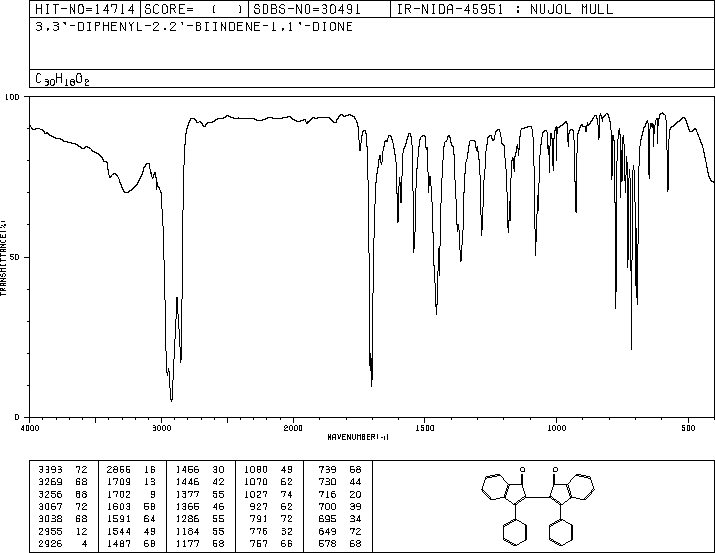 HIT-NO=14714 SCORE= ( ) SDBS-NO=30491 IR-NIDA-45951 : NUJOL MULL
3,3'-DIPHENYL-2,2'-BIINDENE-1,1'-DIONE
C30H18O2
100
50
0
TRANSMITTANCE(%)
4000 3000 2000 1500 1000 500
WAVENUMBER(-1)
3393 72 2866 16 1456 30 1080 49 739 58
3269 68 1709 13 1446 42 1070 62 730 44
3256 68 1702 9 1377 55 1027 74 716 20
3067 72 1603 58 1366 46 927 62 700 39
3038 68 1591 64 1286 55 791 72 695 34
2955 12 1544 49 1184 55 776 32 649 72
2926 4 1487 68 1177 58 757 66 578 68
O O